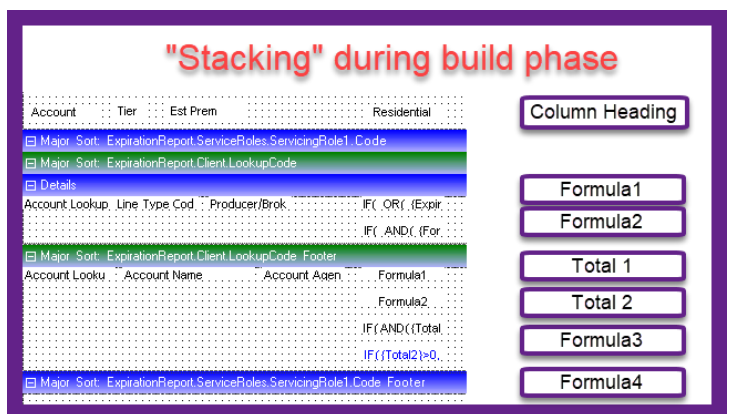 "Stacking" during build phase
Account Tier Est Prem Residential Column Heading
Major Sort: ExpirationReport.ServiceRoles.ServicingRole1.Code
Major Sort: ExpirationReport.Client.LookupCode
Details Formula1
Account Lookup Line Type Cod Producer/Brok IF( OR( {Expir
Formula2
IF( AND( {For
Major Sort: ExpirationReport.Client.LookupCode Footer
Total 1
Account Looku Account Name Account Agen Formula1
Formula2 Total 2
IF(AND({Total Formula3
IF({Total2}>0,
Major Sort: ExpirationReport.ServiceRoles.ServicingRole1.Code Footer Formula4